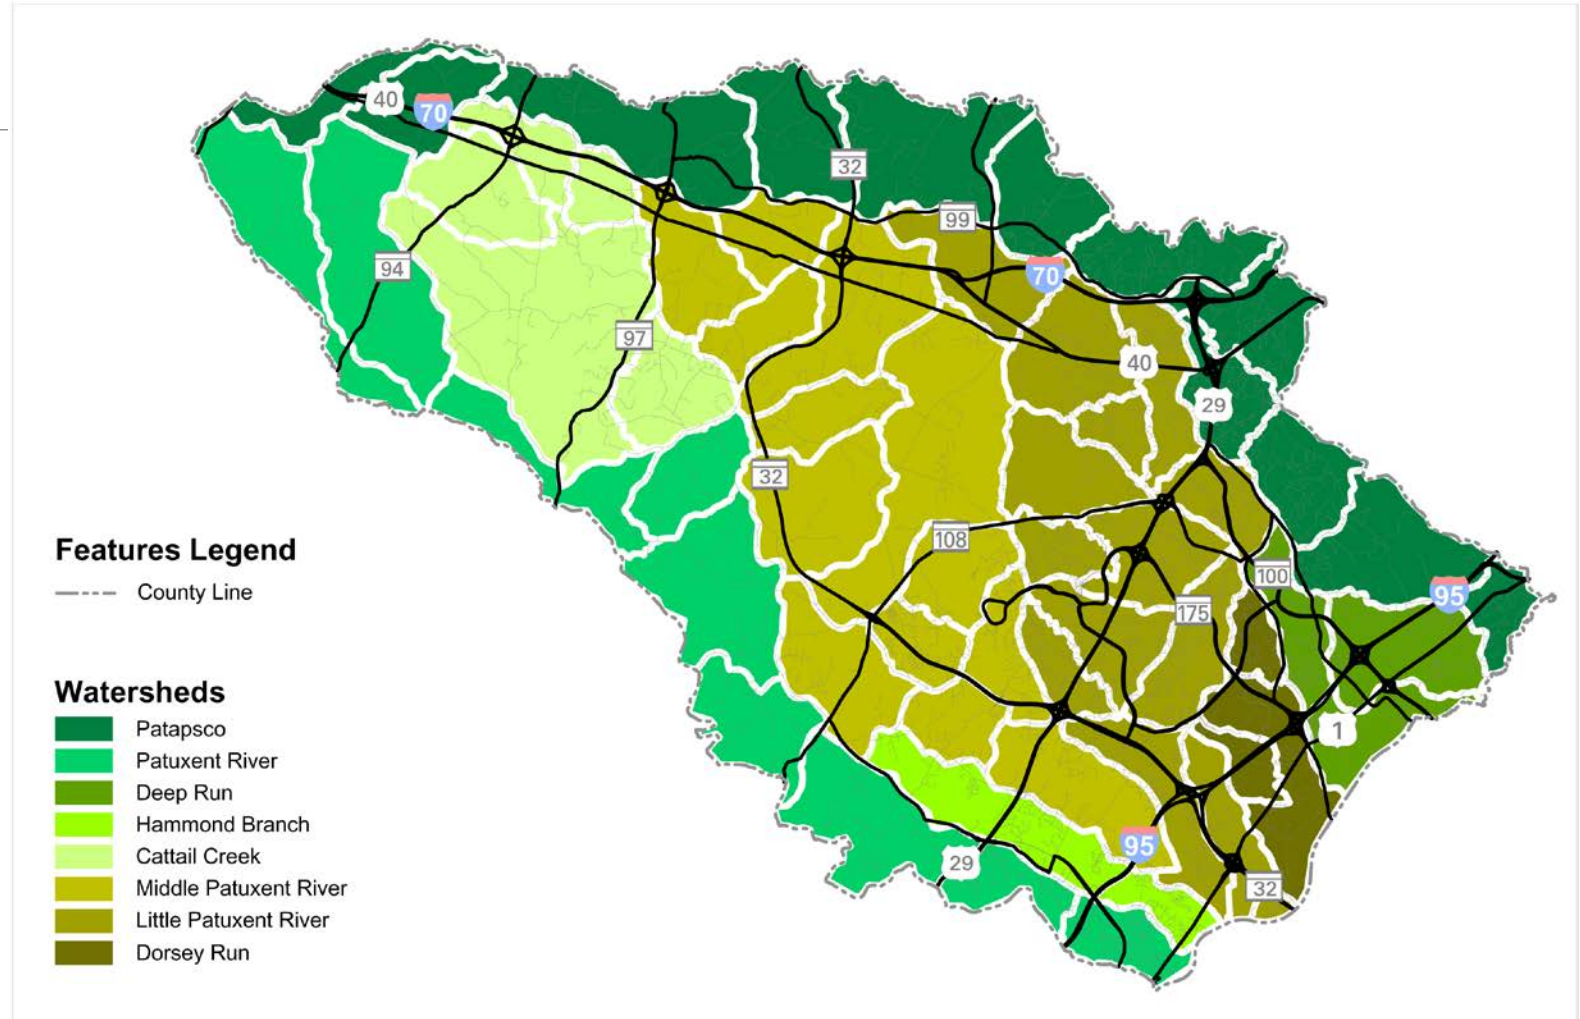 40
70
32
99
94
70
97
40
29
32
108
100
95
175
1
95
29
32
Features Legend
County Line
Watersheds
Patapsco
Patuxent River
Deep Run
Hammond Branch
Cattail Creek
Middle Patuxent River
Little Patuxent River
Dorsey Run